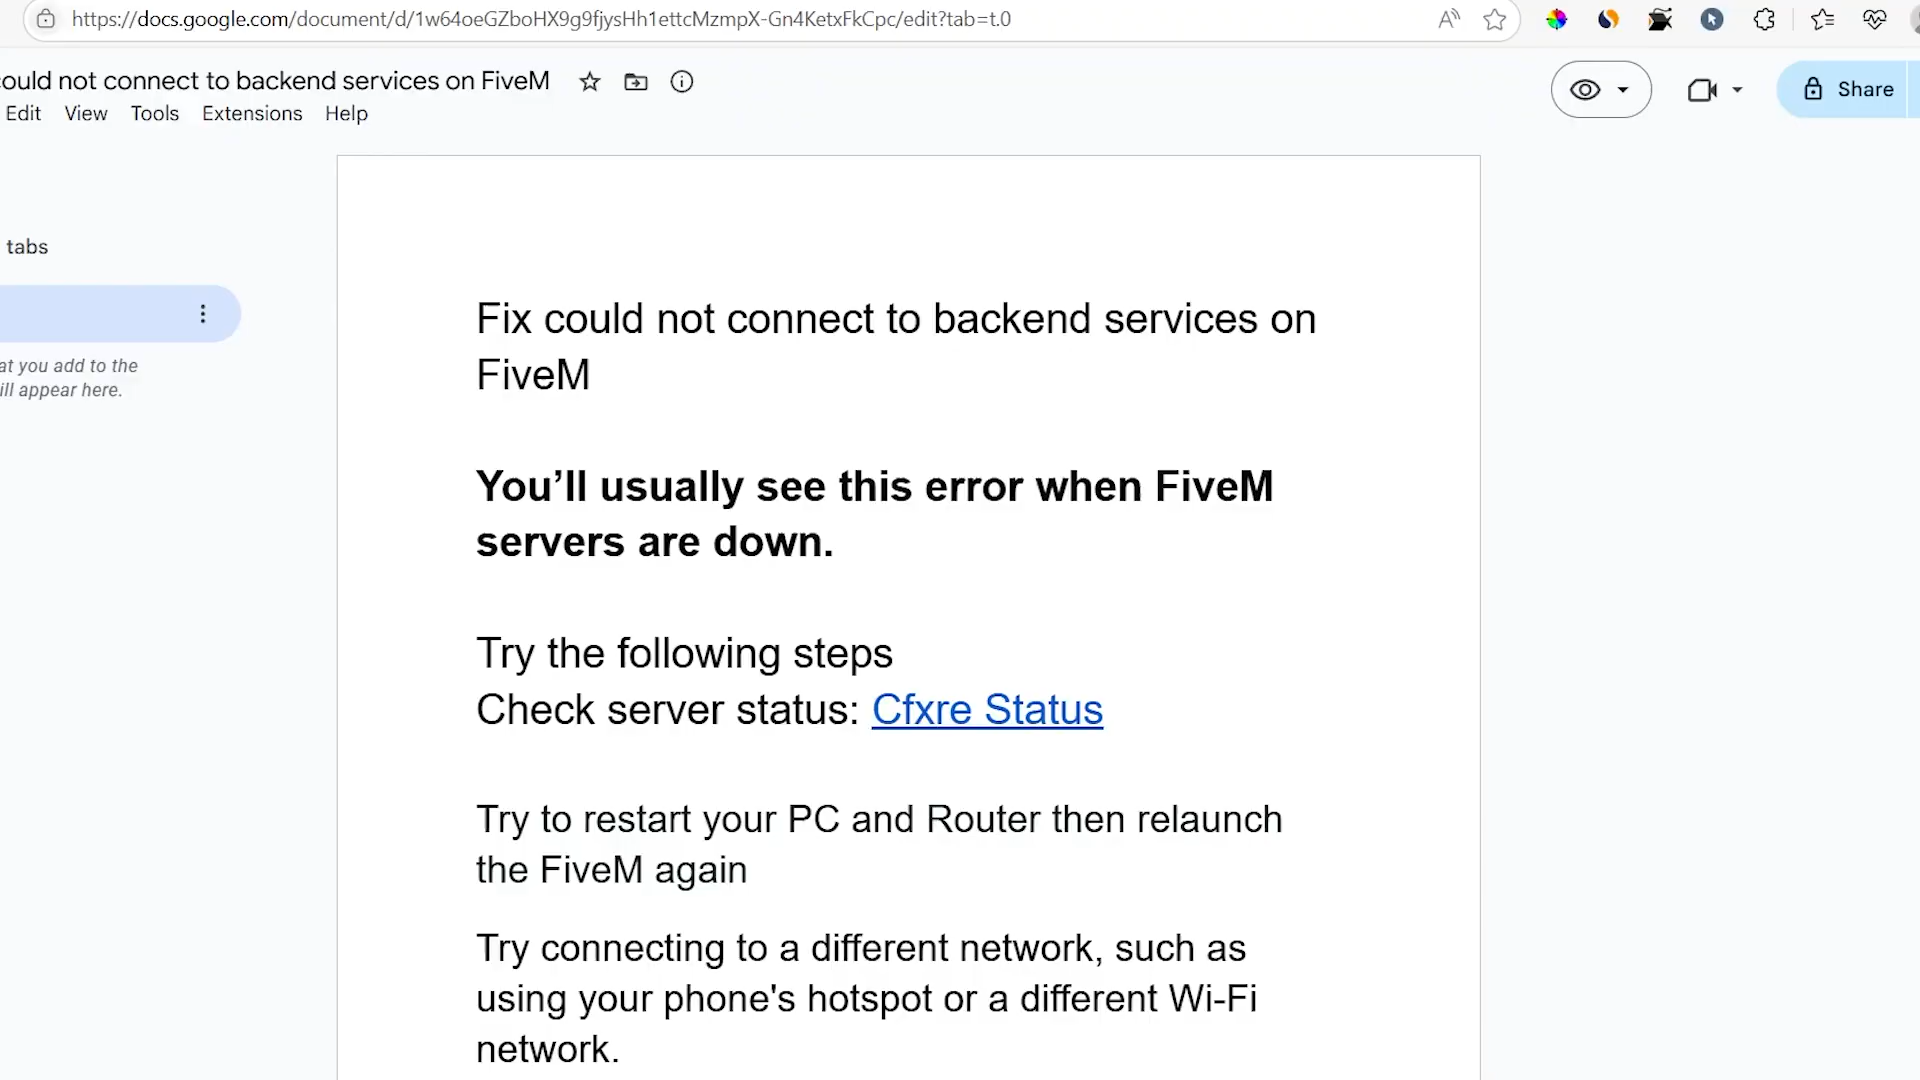 https://docs.google.com/document/d/1w64oeGZboHX9g9fjysHh1ettcMzmpX-Gn4KetxFkCpc/edit?tab=t.0
could not connect to backend services on FiveM
Edit View Tools Extensions Help
Share
tabs
at you add to the
ill appear here.
Fix could not connect to backend services on
FiveM
You’ll usually see this error when FiveM
servers are down.
Try the following steps
Check server status: Cfxre Status
Try to restart your PC and Router then relaunch
the FiveM again
Try connecting to a different network, such as
using your phone's hotspot or a different Wi-Fi
network.